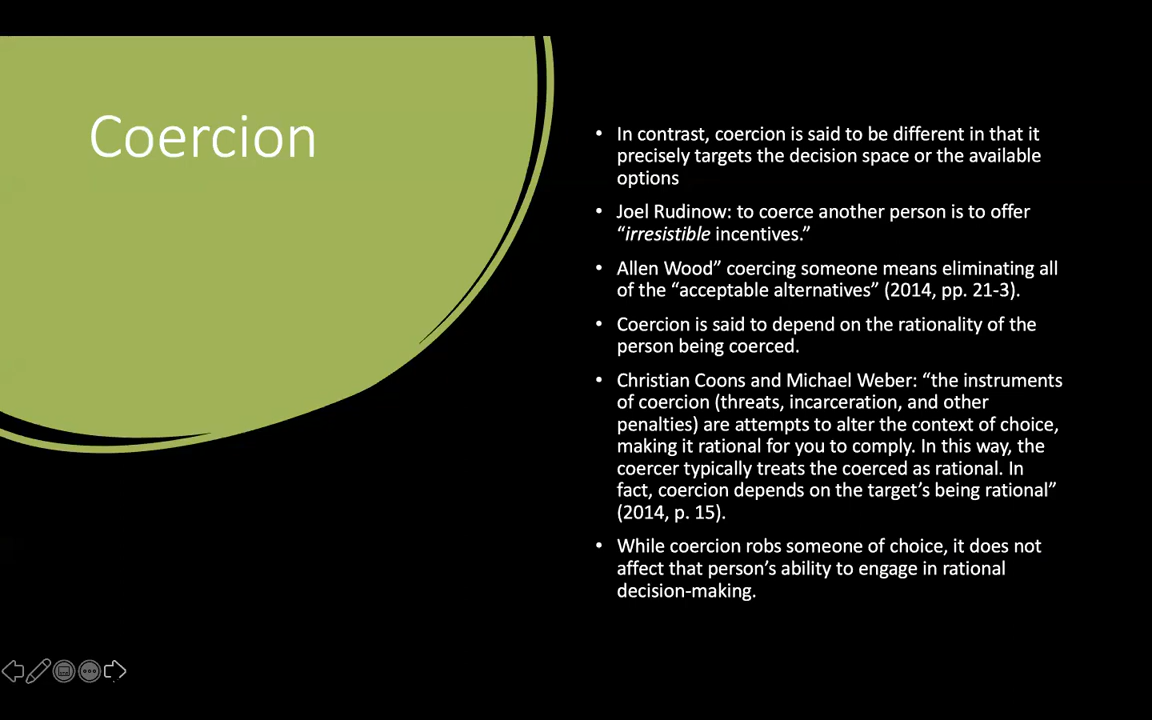 Coercion
• In contrast, coercion is said to be different in that it
precisely targets the decision space or the available
options
• Joel Rudinow: to coerce another person is to offer
“irresistible incentives.”
• Allen Wood” coercing someone means eliminating all
of the “acceptable alternatives” (2014, pp. 21-3).
• Coercion is said to depend on the rationality of the
person being coerced.
• Christian Coons and Michael Weber: “the instruments
of coercion (threats, incarceration, and other
penalties) are attempts to alter the context of choice,
making it rational for you to comply. In this way, the
coercer typically treats the coerced as rational. In
fact, coercion depends on the target’s being rational”
(2014, p. 15).
• While coercion robs someone of choice, it does not
affect that person’s ability to engage in rational
decision-making.